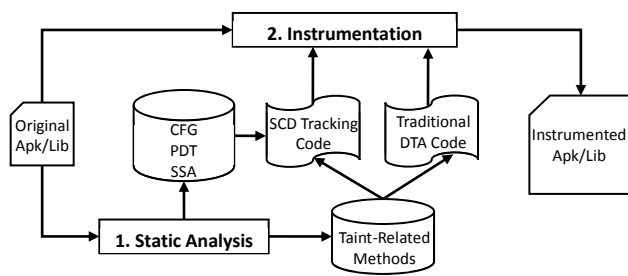 2. Instrumentation
Original
Apk/Lib
CFG
PDT
SSA
SCD Tracking
Code
Traditional
DTA Code
Instrumented
Apk/Lib
1. Static Analysis
Taint-Related
Methods